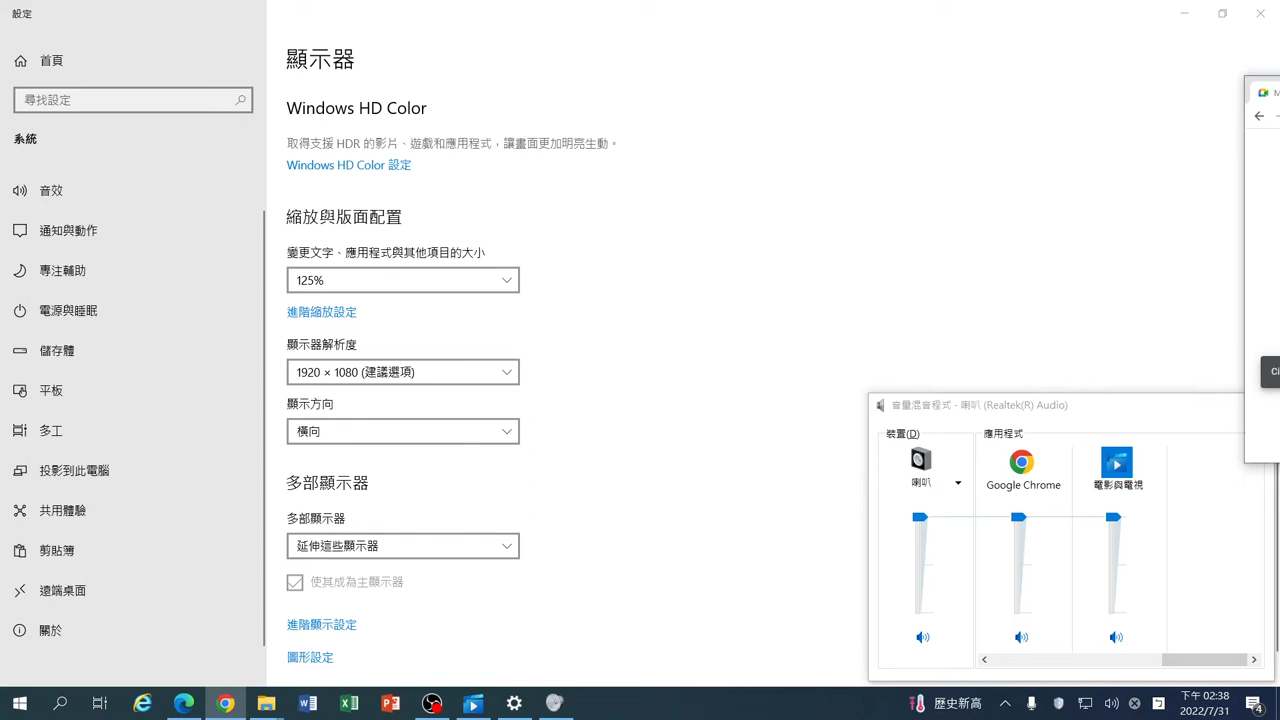 設定
首頁
尋找設定
系統
音效
通知與動作
專注輔助
電源與睡眠
儲存體
平板
多工
投影到此電腦
共用體驗
剪貼簿
遠端桌面
關於
顯示器
Windows HD Color
取得支援 HDR 的影片、遊戲和應用程式，讓畫面更加明亮生動。
Windows HD Color 設定
縮放與版面配置
變更文字、應用程式與其他項目的大小
125%
進階縮放設定
顯示器解析度
1920 × 1080 (建議選項)
顯示方向
橫向
多部顯示器
多部顯示器
延伸這些顯示器
使其成為主顯示器
進階顯示設定
圖形設定
M
Ci
音量混音程式 - 喇叭 (Realtek(R) Audio)
裝置(D)
應用程式
喇叭
Google Chrome
電影與電視
歷史新高
下午 02:38
2022/7/31
4